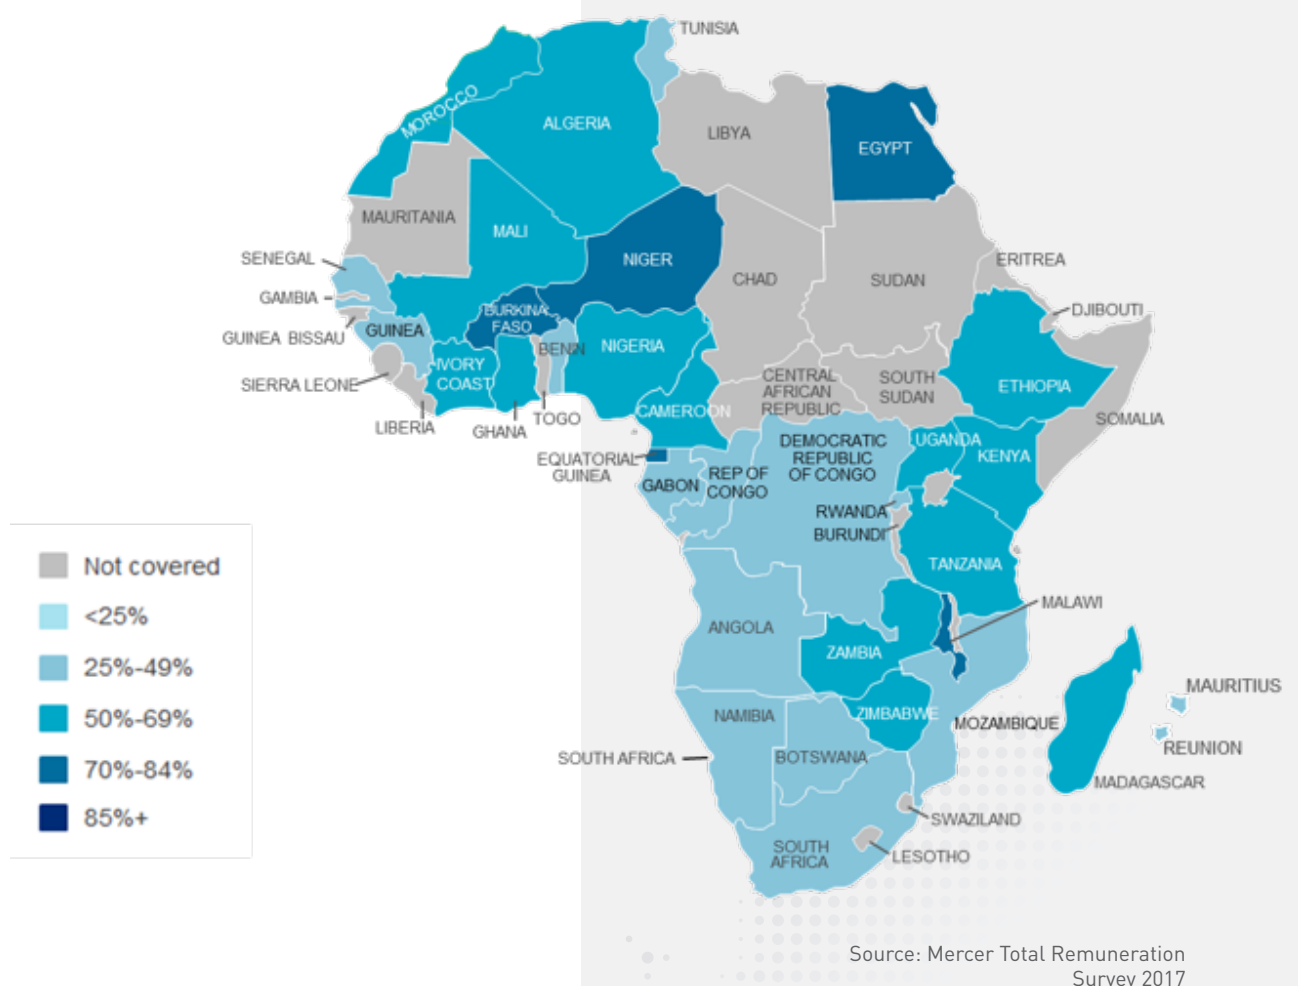 TUNISIA
MOROCCO
ALGERIA
LIBYA
EGYPT
MAURITANIA
MALI
NIGER
CHAD
SUDAN
ERITREA
SENEGAL
GAMBIA
DJIBOUTI
GUINEA BISSAU
GUINEA
BURKINA
FASO
BENIN
NIGERIA
IVORY
COAST
SIERRA LEONE
LIBERIA
GHANA
TOGO
CAMEROON
CENTRAL
AFRICAN
REPUBLIC
SOUTH
SUDAN
ETHIOPIA
SOMALIA
EQUATORIAL
GUINEA
GABON
REP OF
CONGO
DEMOCRATIC
REPUBLIC
OF CONGO
UGANDA
KENYA
RWANDA
BURUNDI
TANZANIA
MALAWI
ANGOLA
ZAMBIA
NAMIBIA
ZIMBABWE
MOZAMBIQUE
MAURITIUS
REUNION
MADAGASCAR
SOUTH AFRICA
BOTSWANA
SWAZILAND
LESOTHO
SOUTH
AFRICA
Not covered
<25%
25%-49%
50%-69%
70%-84%
85%+
Source: Mercer Total Remuneration
Survey 2017